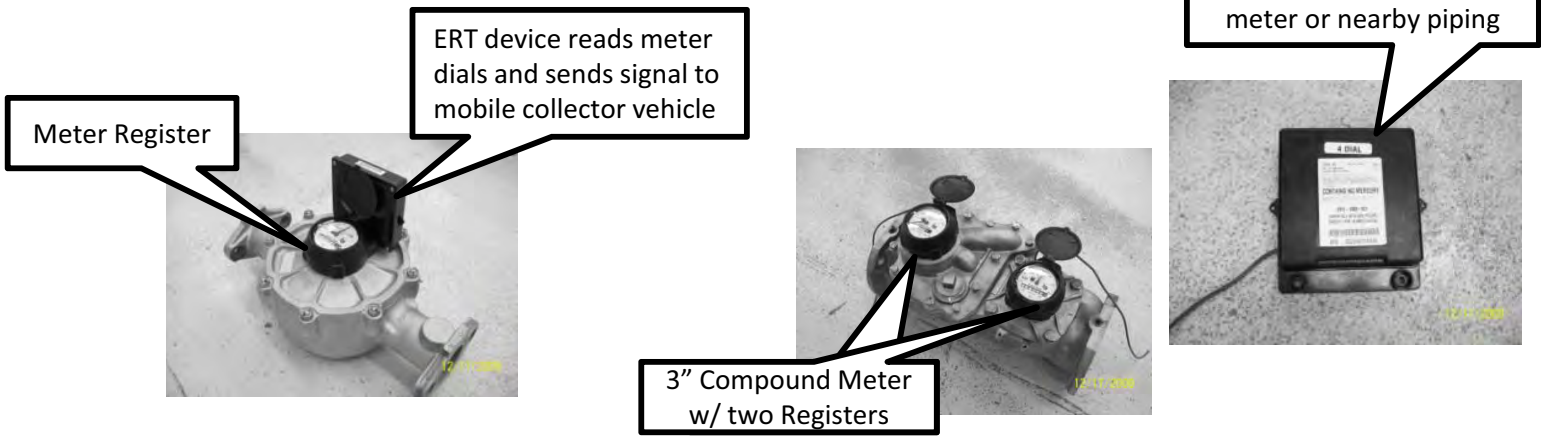 meter or nearby piping
ERT device reads meter
dials and sends signal to
mobile collector vehicle
Meter Register
4 DIAL
CONTAINS NO MERCURY
3” Compound Meter
w/ two Registers